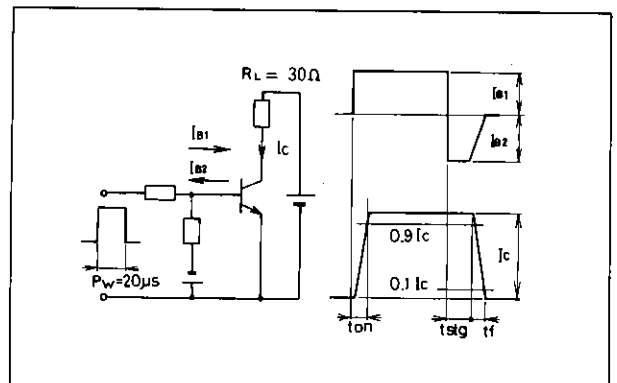 RL = 30Ω
IB1
IB2
Ic
PW=20μs
IB1
IB2
0.9 Ic
Ic
0.1 Ic
ton
tstg
tf